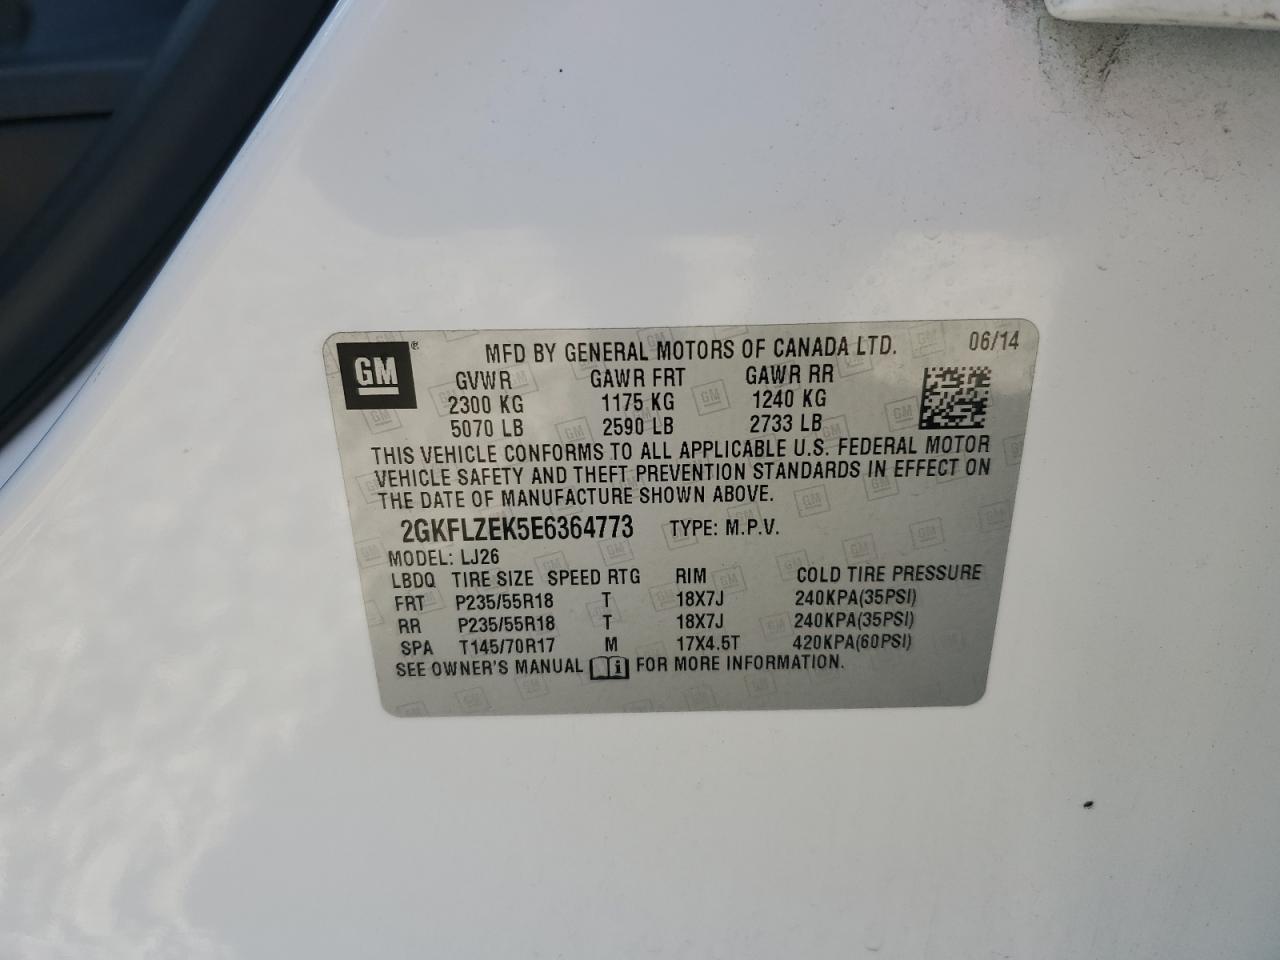 GM ®
MFD BY GENERAL MOTORS OF CANADA LTD. 06/14
GVWR GAWR FRT GAWR RR
2300 KG 1175 KG 1240 KG
5070 LB 2590 LB 2733 LB
THIS VEHICLE CONFORMS TO ALL APPLICABLE U.S. FEDERAL MOTOR
VEHICLE SAFETY AND THEFT PREVENTION STANDARDS IN EFFECT ON
THE DATE OF MANUFACTURE SHOWN ABOVE.
2GKFLZEK5E6364773 TYPE: M.P.V.
MODEL: LJ26
LBDQ TIRE SIZE SPEED RTG RIM COLD TIRE PRESSURE
FRT P235/55R18 T 18X7J 240KPA(35PSI)
RR P235/55R18 T 18X7J 240KPA(35PSI)
SPA T145/70R17 M 17X4.5T 420KPA(60PSI)
SEE OWNER'S MANUAL i FOR MORE INFORMATION.